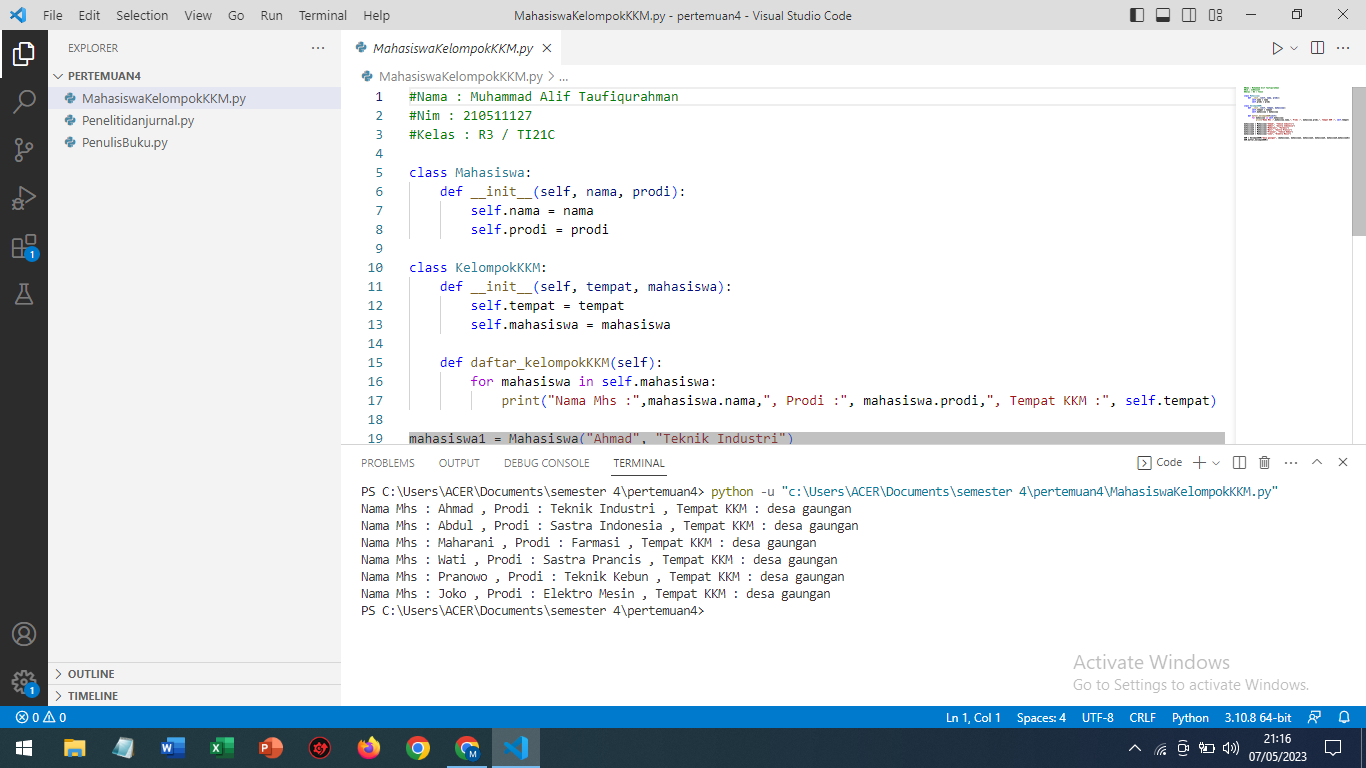 File Edit Selection View Go Run Terminal Help MahasiswaKelompokKKM.py - pertemuan4 - Visual Studio Code
EXPLORER
PERTEMUAN4
MahasiswaKelompokKKM.py
Penelitidanjurnal.py
PenulisBuku.py
OUTLINE
TIMELINE
MahasiswaKelompokKKM.py
MahasiswaKelompokKKM.py > ...
1 #Nama : Muhammad Alif Taufiqurahman
2 #Nim : 210511127
3 #Kelas : R3 / TI21C
4
5 class Mahasiswa:
6 def __init__(self, nama, prodi):
7 self.nama = nama
8 self.prodi = prodi
9
10 class KelompokKKM:
11 def __init__(self, tempat, mahasiswa):
12 self.tempat = tempat
13 self.mahasiswa = mahasiswa
14
15 def daftar_kelompokKKM(self):
16 for mahasiswa in self.mahasiswa:
17 print("Nama Mhs :",mahasiswa.nama,", Prodi :", mahasiswa.prodi,", Tempat KKM :", self.tempat)
18
19 mahasiswa1 = Mahasiswa("Ahmad", "Teknik Industri")
PROBLEMS OUTPUT DEBUG CONSOLE TERMINAL Code
PS C:\Users\ACER\Documents\semester 4\pertemuan4> python -u "c:\Users\ACER\Documents\semester 4\pertemuan4\MahasiswaKelompokKKM.py"
Nama Mhs : Ahmad , Prodi : Teknik Industri , Tempat KKM : desa gaungan
Nama Mhs : Abdul , Prodi : Sastra Indonesia , Tempat KKM : desa gaungan
Nama Mhs : Maharani , Prodi : Farmasi , Tempat KKM : desa gaungan
Nama Mhs : Wati , Prodi : Sastra Prancis , Tempat KKM : desa gaungan
Nama Mhs : Pranowo , Prodi : Teknik Kebun , Tempat KKM : desa gaungan
Nama Mhs : Joko , Prodi : Elektro Mesin , Tempat KKM : desa gaungan
PS C:\Users\ACER\Documents\semester 4\pertemuan4>
Activate Windows
Go to Settings to activate Windows.
1
1
0 0 Ln 1, Col 1 Spaces: 4 UTF-8 CRLF Python 3.10.8 64-bit
21:16
07/05/2023